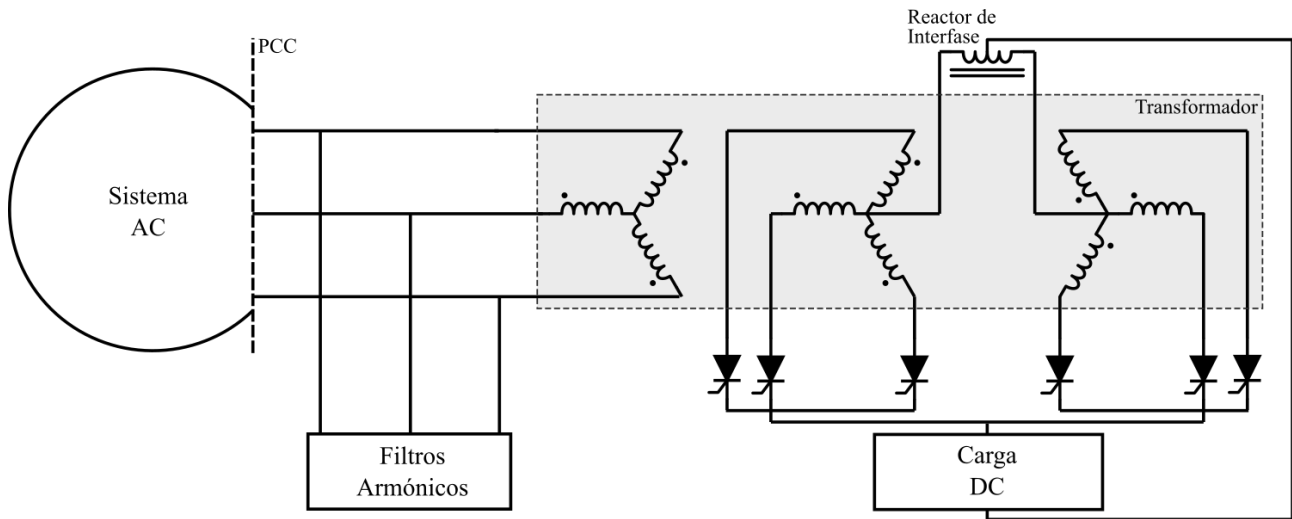 Reactor de
Interfase
PCC
Transformador
Sistema
AC
Filtros
Armónicos
Carga
DC